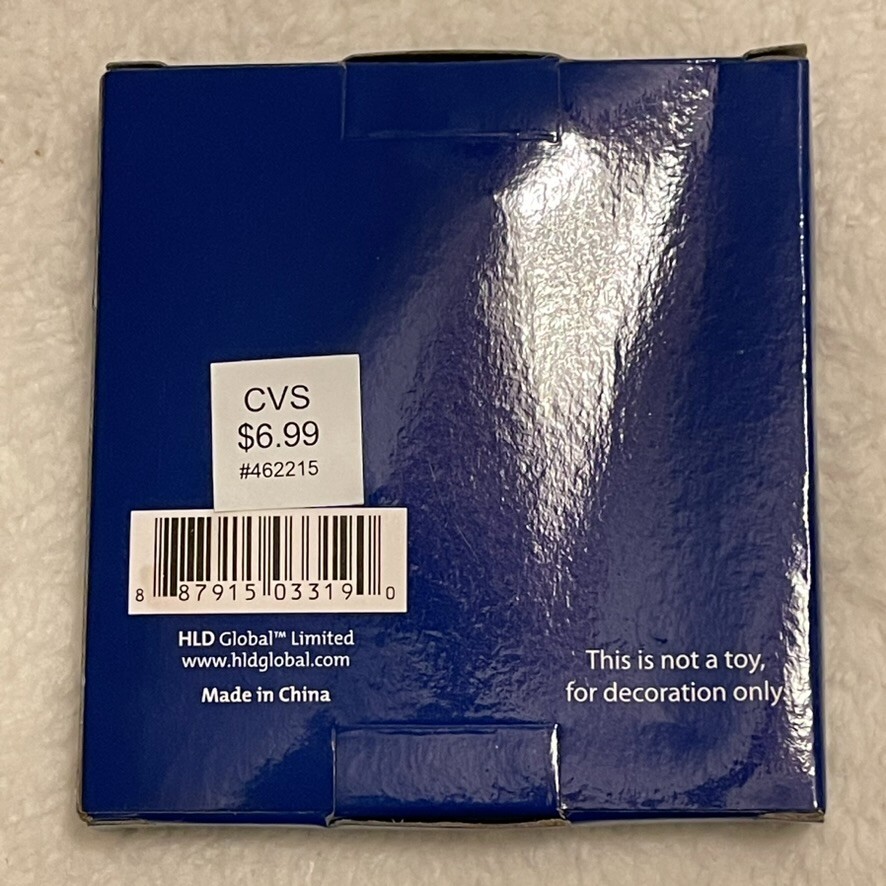 CVS
$6.99
#462215
8 87915 03319 0
HLD Global™ Limited
www.hldglobal.com
Made in China
This is not a toy,
for decoration only.